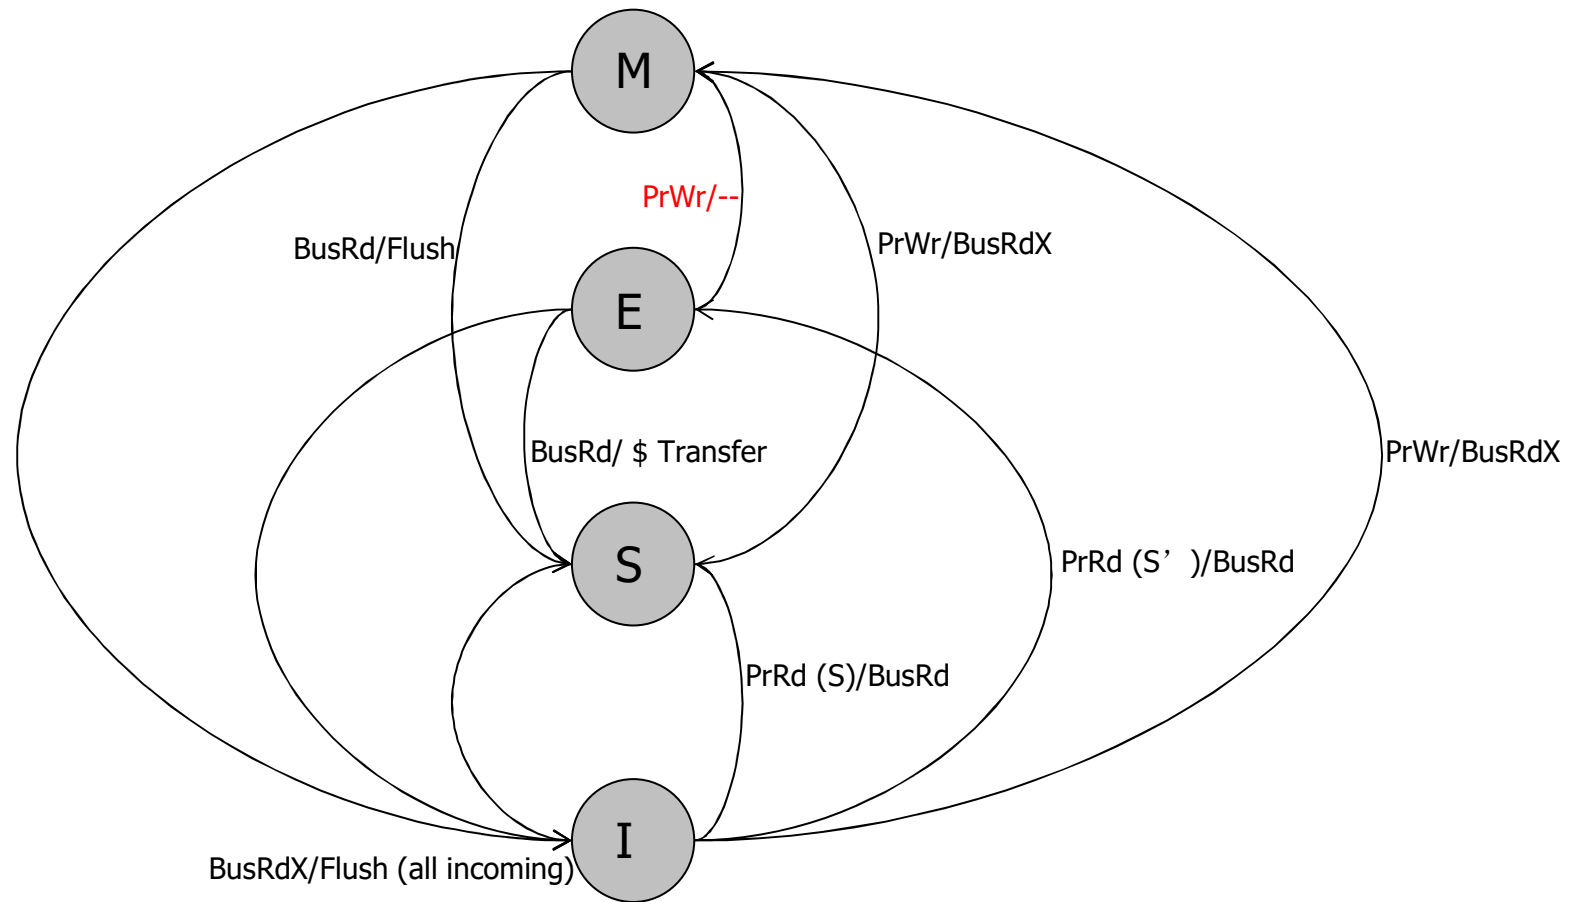 M
PrWr/--
BusRd/Flush
PrWr/BusRdX
E
BusRd/ $ Transfer
PrWr/BusRdX
S
PrRd (S’)/BusRd
PrRd (S)/BusRd
I
BusRdX/Flush (all incoming)